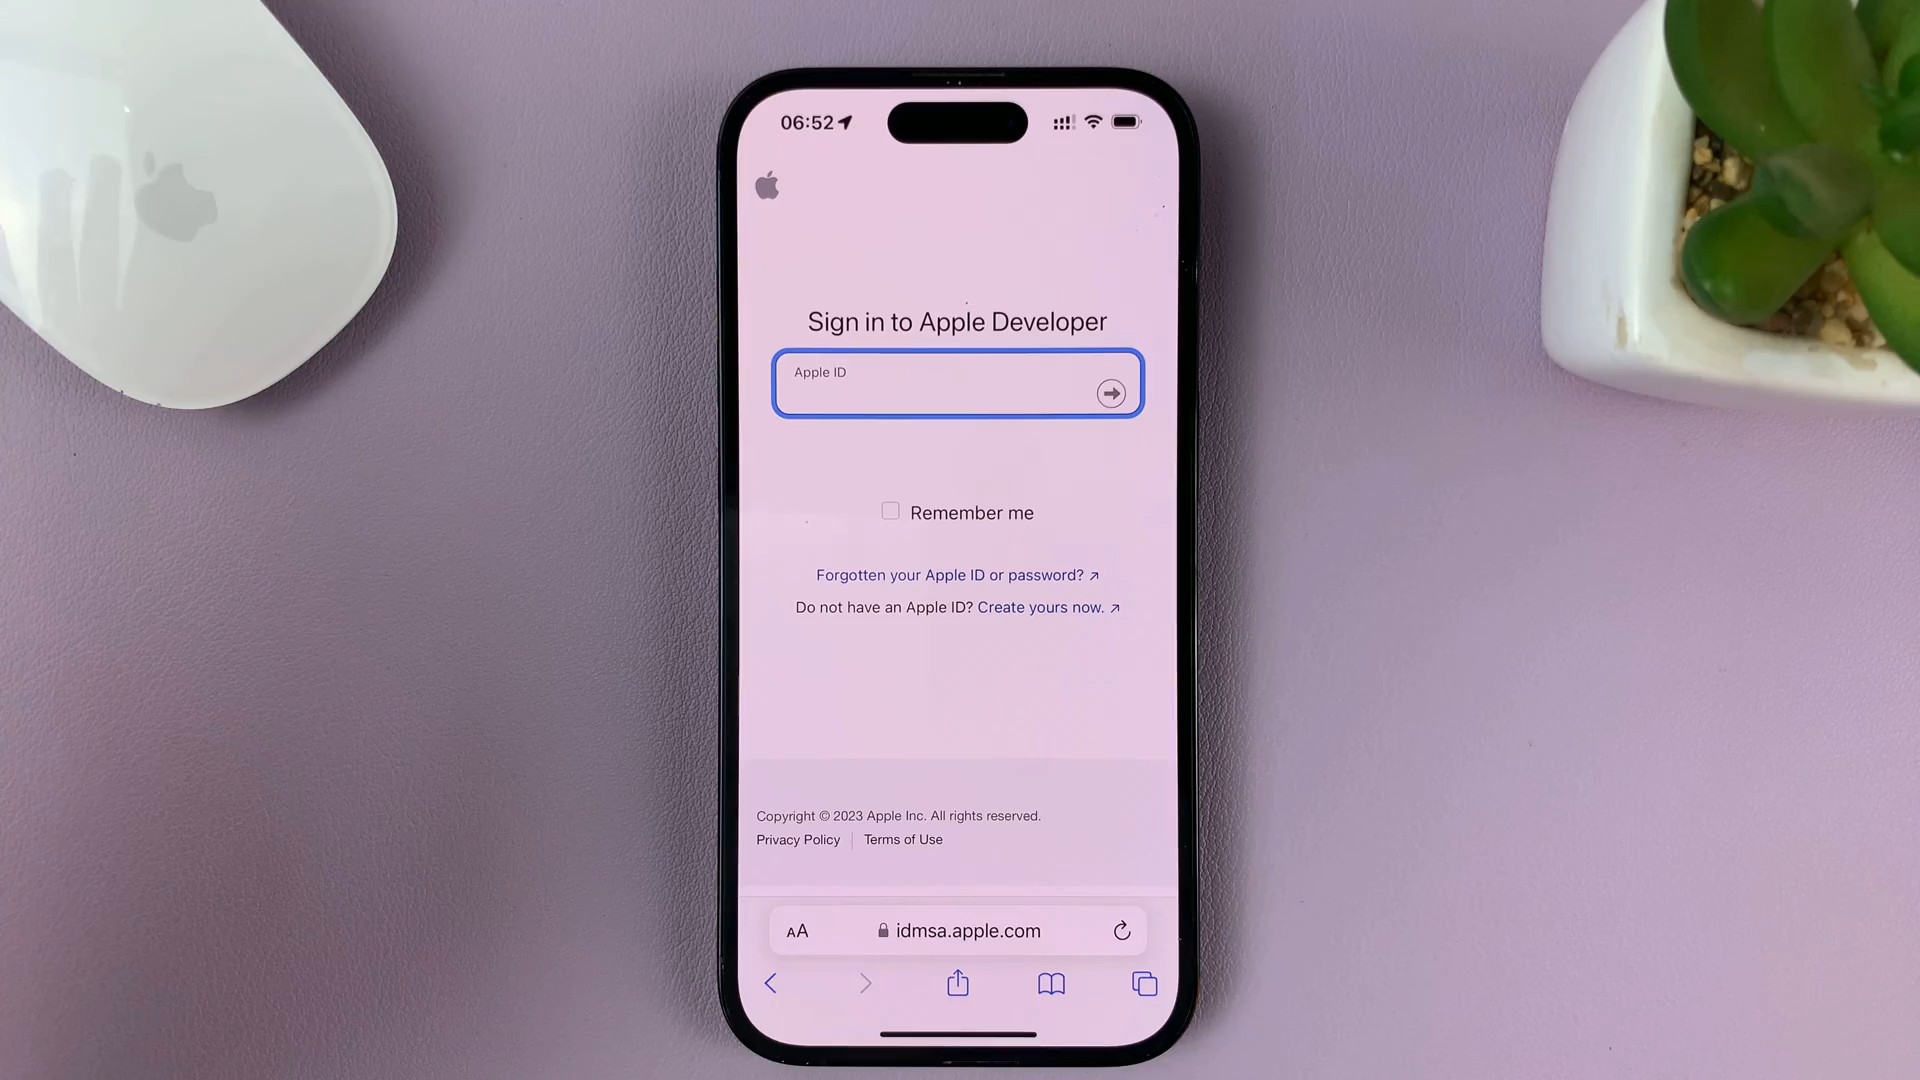 06:52
Sign in to Apple Developer
Apple ID
Remember me
Forgotten your Apple ID or password? ↗
Do not have an Apple ID? Create yours now. ↗
Copyright © 2023 Apple Inc. All rights reserved.
Privacy Policy | Terms of Use
AA idmsa.apple.com